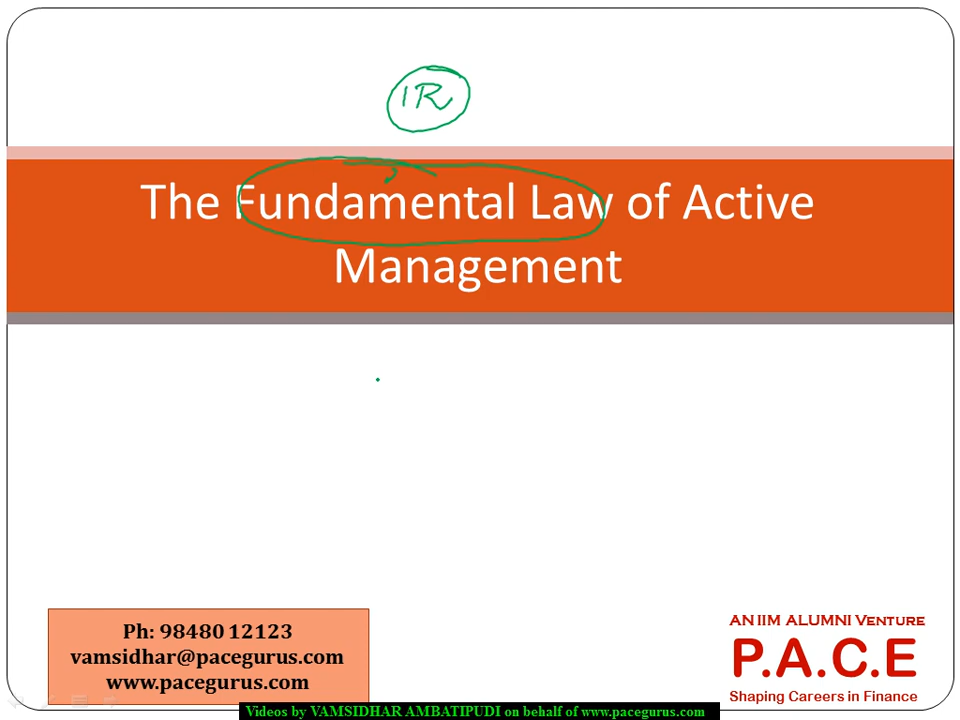 IR
The Fundamental Law of Active
Management
Ph: 98480 12123
vamsidhar@pacegurus.com
www.pacegurus.com
AN IIM ALUMNI VENTURE
P.A.C.E
Shaping Careers in Finance
Videos by VAMSIDHAR AMBATIPUDI on behalf of www.pacegurus.com